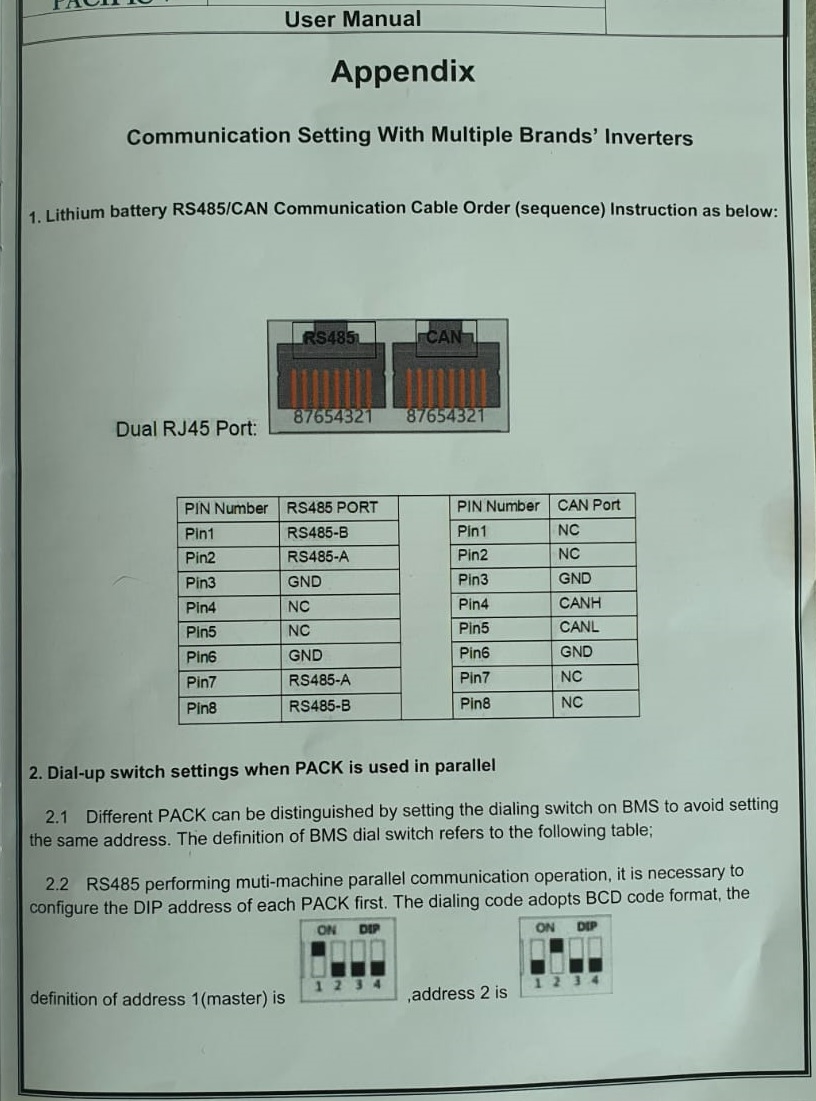 User Manual
Appendix
Communication Setting With Multiple Brands' Inverters
1. Lithium battery RS485/CAN Communication Cable Order (sequence) Instruction as below:
RS485 CAN
87654321 87654321
Dual RJ45 Port:
PIN Number RS485 PORT PIN Number CAN Port
Pin1 RS485-B Pin1 NC
Pin2 RS485-A Pin2 NC
Pin3 GND Pin3 GND
Pin4 NC Pin4 CANH
Pin5 NC Pin5 CANL
Pin6 GND Pin6 GND
Pin7 RS485-A Pin7 NC
Pin8 RS485-B Pin8 NC
2. Dial-up switch settings when PACK is used in parallel
2.1 Different PACK can be distinguished by setting the dialing switch on BMS to avoid setting
the same address. The definition of BMS dial switch refers to the following table;
2.2 RS485 performing muti-machine parallel communication operation, it is necessary to
configure the DIP address of each PACK first. The dialing code adopts BCD code format, the
ON DIP ON DIP
1 2 3 4 1 2 3 4
definition of address 1(master) is ,address 2 is